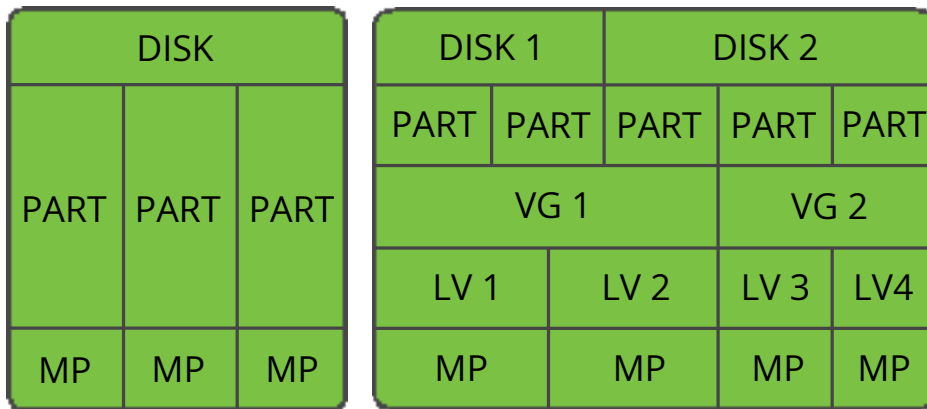 DISK
PART PART PART
MP MP MP
DISK 1 DISK 2
PART PART PART PART PART
VG 1 VG 2
LV 1 LV 2 LV 3 LV4
MP MP MP MP